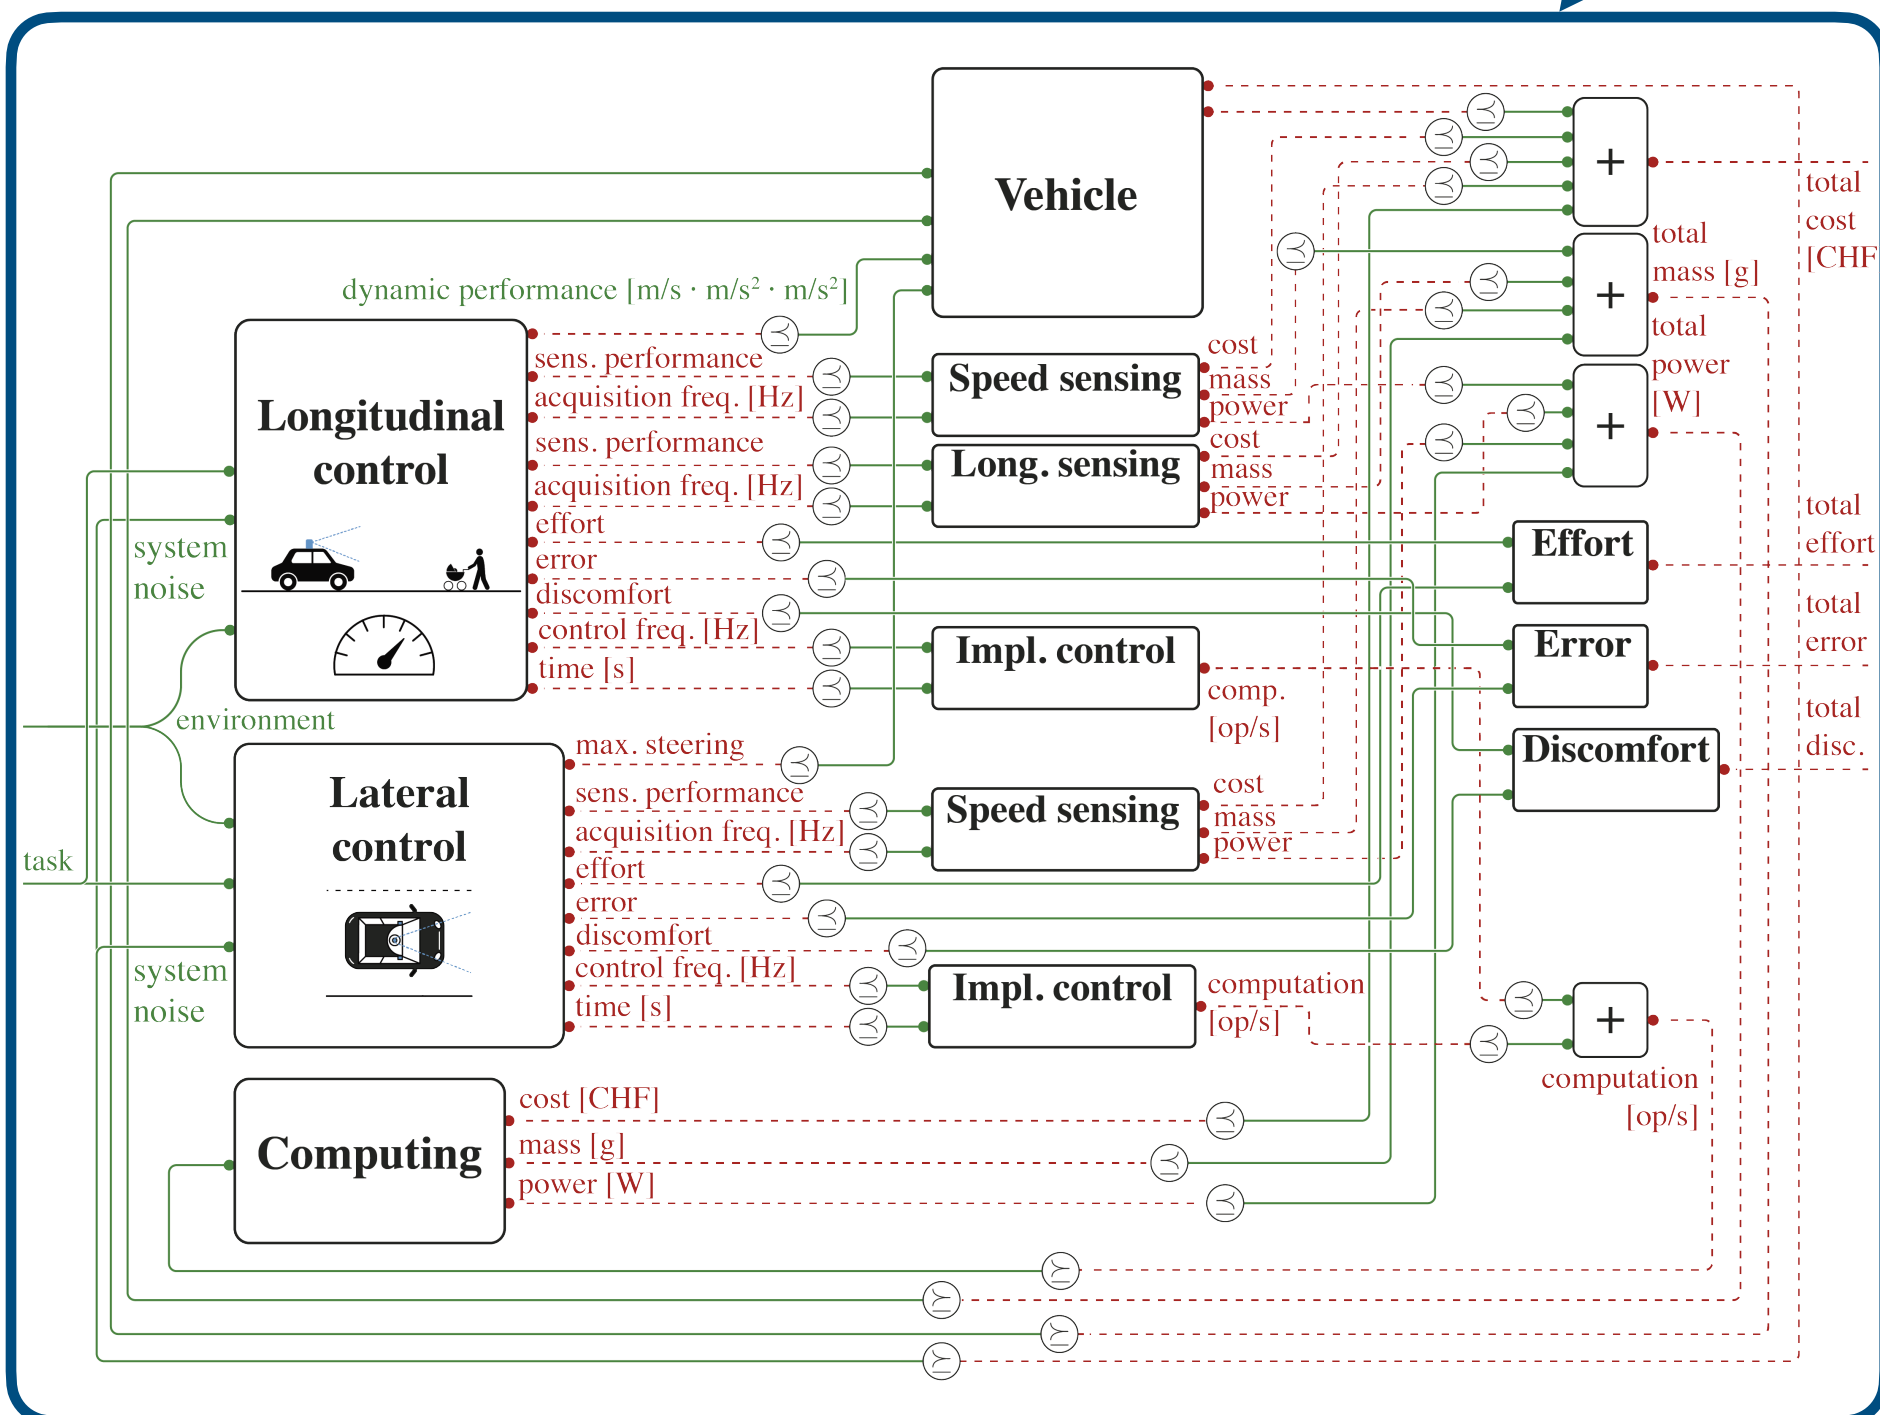 Vehicle
+
total
cost
[CHF
total
mass [g]
+
dynamic performance [m/s · m/s² · m/s²]
total
power
[W]
+
Longitudinal
control
sens. performance
acquisition freq. [Hz]
sens. performance
acquisition freq. [Hz]
effort
error
discomfort
control freq. [Hz]
time [s]
Speed sensing
cost
mass
power
Long. sensing
cost
mass
power
system
noise
Effort
total
effort
Error
total
error
Impl. control
comp.
[op/s]
Discomfort
total
disc.
environment
Lateral
control
max. steering
sens. performance
acquisition freq. [Hz]
effort
error
discomfort
control freq. [Hz]
time [s]
Speed sensing
cost
mass
power
task
system
noise
Impl. control
computation
[op/s]
+
computation
[op/s]
Computing
cost [CHF]
mass [g]
power [W]